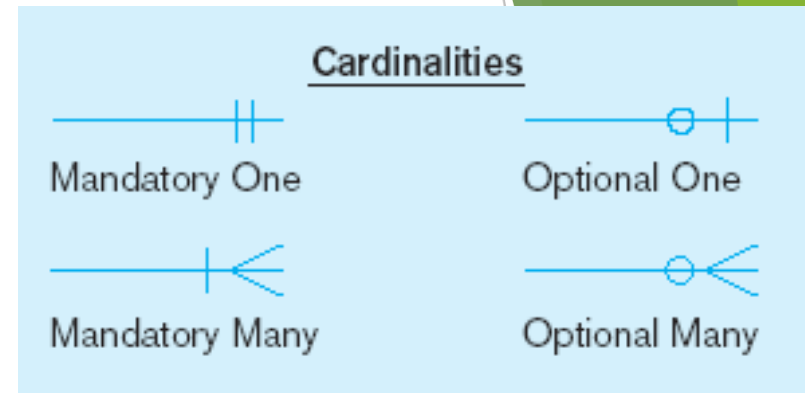 Cardinalities
Mandatory One
Optional One
Mandatory Many
Optional Many